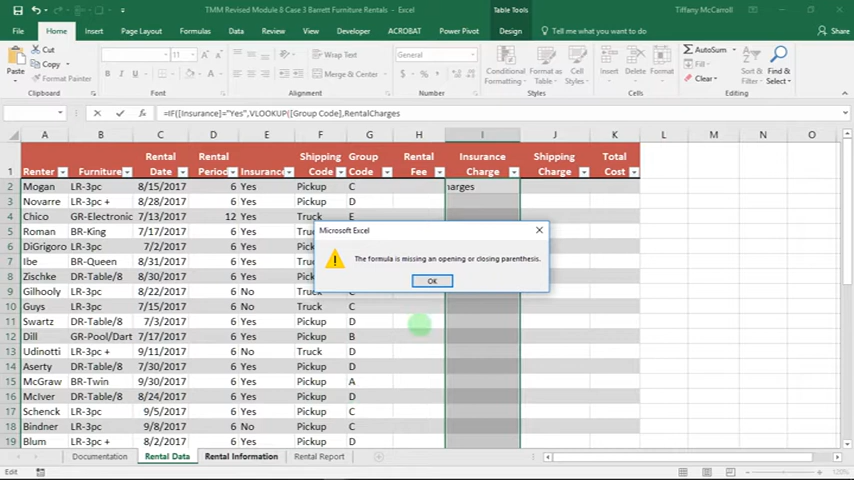 TMM Revised Module 8 Case 3 Barrett Furniture Rentals - Excel
Table Tools
Tiffany McCarroll
File Home Insert Page Layout Formulas Data Review View Developer ACROBAT Power Pivot Design Tell me what you want to do
Share
Cut
Copy
Format Painter
Paste
11
Wrap Text
Merge & Center
General
Conditional Formatting
Format as Table
Cell Styles
Insert Delete Format
AutoSum
Fill
Clear
Sort & Filter
Find & Select
Clipboard Font Alignment Number Styles Cells Editing
=IF([Insurance]="Yes",VLOOKUP([Group Code],RentalCharges
A B C D E F G H I J K L M N O
1 Renter Furniture Rental Date Rental Period Insurance Shipping Code Group Code Rental Fee Insurance Charge Shipping Charge Total Cost
2 Mogan LR-3pc 8/15/2017 6 Yes Pickup C harges
3 Novarre LR-3pc + 8/28/2017 6 Yes Pickup D
4 Chico GR-Electronic 7/13/2017 12 Yes Truck E
5 Roman BR-King 7/17/2017 6 Yes
6 DiGrigoro LR-3pc 7/2/2017 6 Yes
7 Ibe BR-Queen 8/31/2017 6 Yes
8 Zischke DR-Table/8 8/30/2017 6 Yes
9 Gilhooly LR-3pc 8/22/2017 6 No Truck C
10 Guys LR-3pc 7/15/2017 6 No Truck C
11 Swartz DR-Table/8 7/3/2017 6 Yes Pickup D
12 Dill GR-Pool/Dart 7/17/2017 6 Yes Pickup B
13 Udinotti LR-3pc + 9/11/2017 6 No Truck D
14 Aserty DR-Table/8 7/30/2017 6 Yes Pickup D
15 McGraw BR-Twin 9/30/2017 6 Yes Pickup A
16 McIver DR-Table/8 8/24/2017 6 Yes Pickup D
17 Schenck LR-3pc 9/5/2017 6 Yes Pickup C
18 Bindner LR-3pc 9/8/2017 6 No Pickup C
19 Blum LR-3pc + 8/2/2017 6 Yes Pickup D
Microsoft Excel
The formula is missing an opening or closing parenthesis.
OK
Documentation Rental Data Rental Information Rental Report
Edit
120%